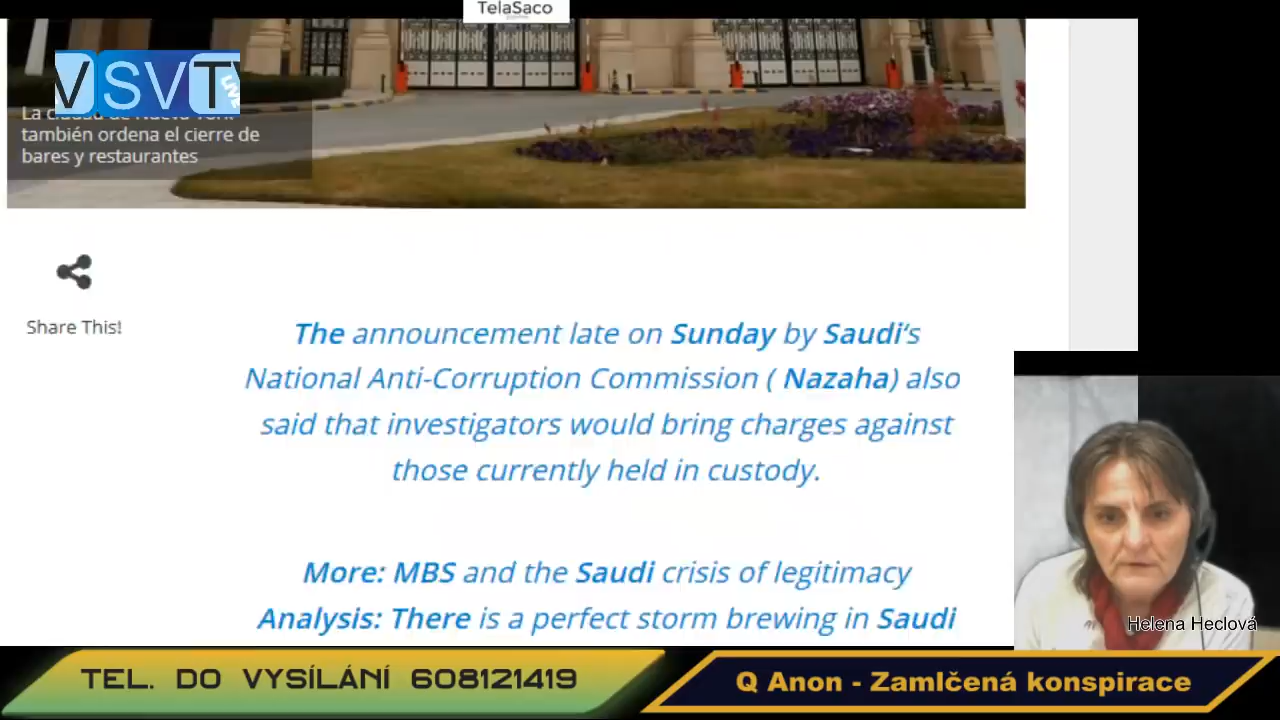 TelaSaco
VSVT
LIVE
también ordena el cierre de
bares y restaurantes
Share This!
The announcement late on Sunday by Saudi‘s
National Anti-Corruption Commission ( Nazaha) also
said that investigators would bring charges against
those currently held in custody.
More: MBS and the Saudi crisis of legitimacy
Analysis: There is a perfect storm brewing in Saudi
Helena Heclová
TEL. DO VYSÍLÁNÍ 608121419
Q Anon - Zamlčená konspirace